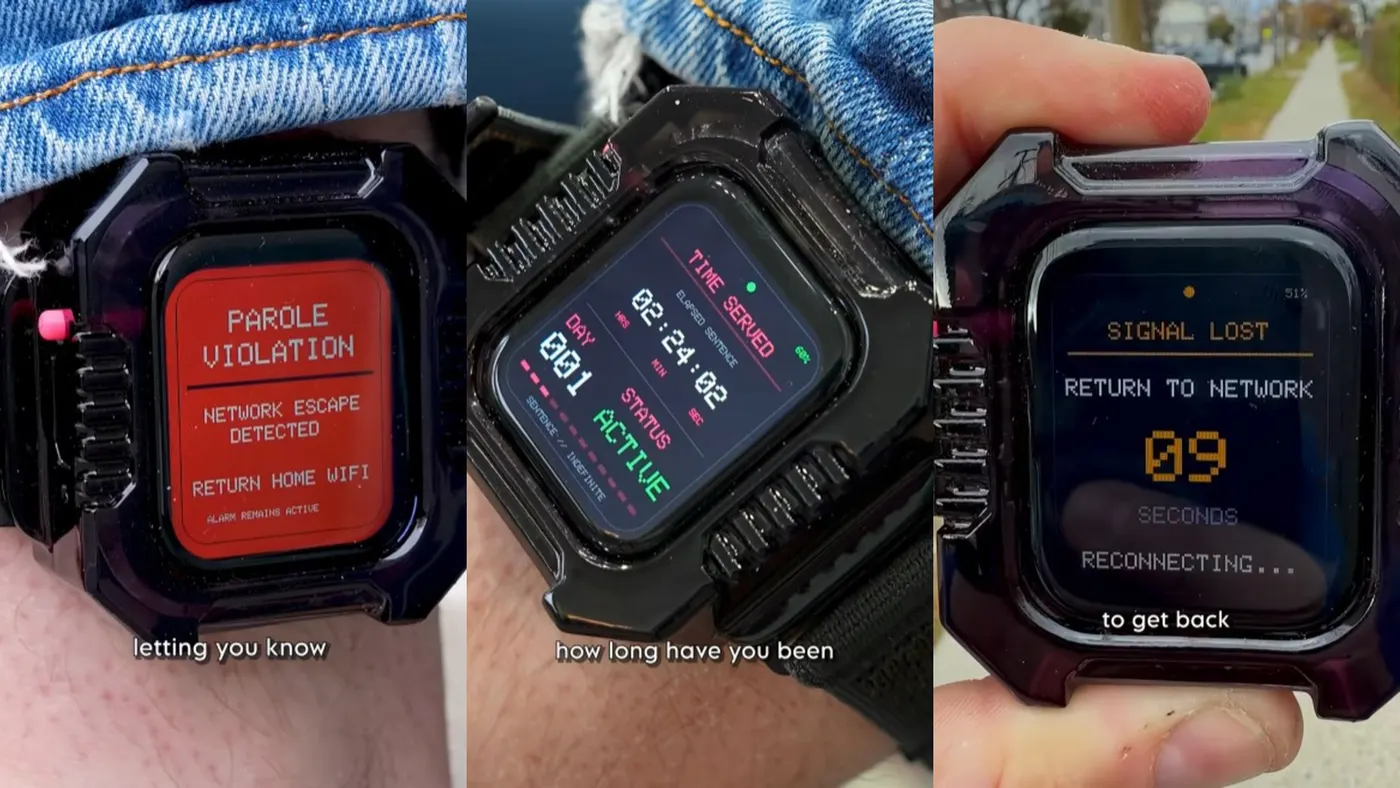 PAROLE
VIOLATION
NETWORK ESCAPE
DETECTED
RETURN HOME WIFI
ALARM REMAINS ACTIVE
letting you know
60%
TIME SERVED
ELAPSED SENTENCE
02:24:02
HRS MIN SEC
DAY
001
STATUS
ACTIVE
SENTENCE // INDEFINITE
how long have you been
51%
SIGNAL LOST
RETURN TO NETWORK
09
SECONDS
RECONNECTING...
to get back